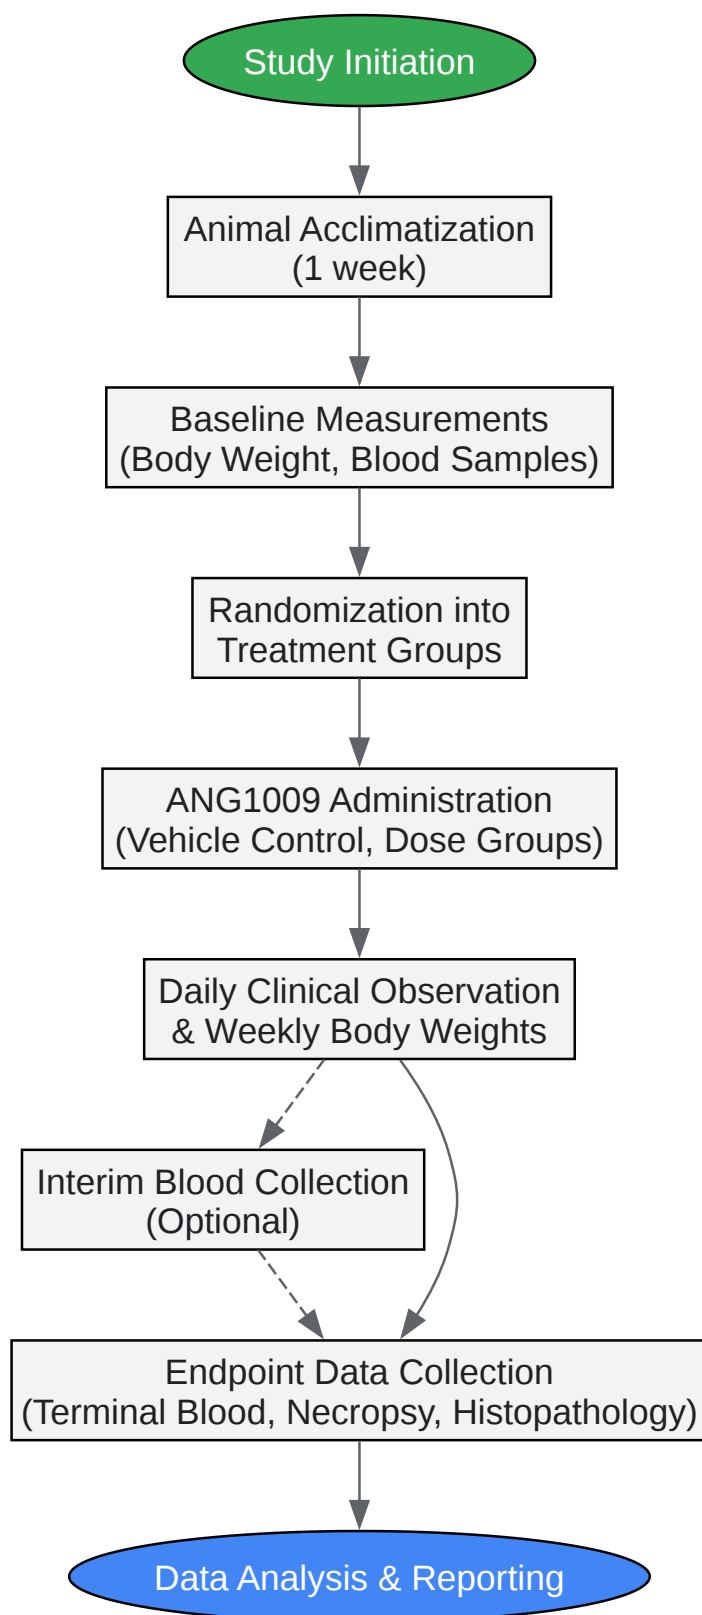 Study Initiation
Animal Acclimatization
(1 week)
Baseline Measurements
(Body Weight, Blood Samples)
Randomization into
Treatment Groups
ANG1009 Administration
(Vehicle Control, Dose Groups)
Daily Clinical Observation
& Weekly Body Weights
Interim Blood Collection
(Optional)
Endpoint Data Collection
(Terminal Blood, Necropsy, Histopathology)
Data Analysis & Reporting